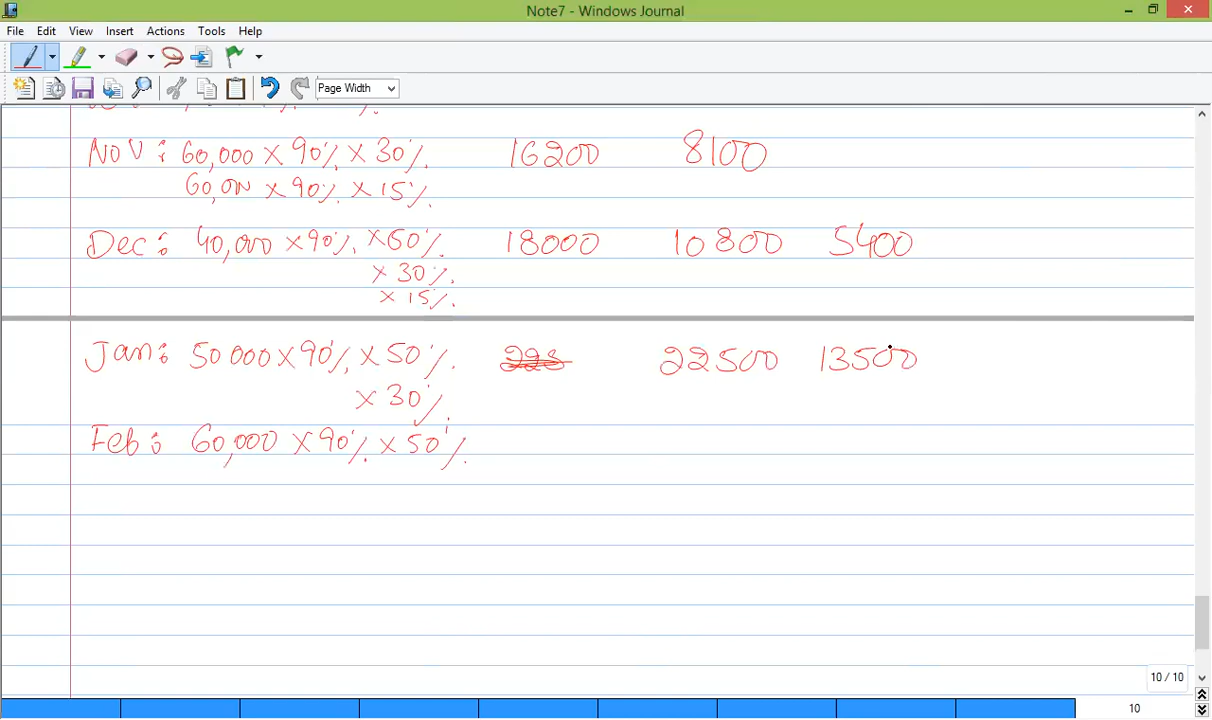 Note7 - Windows Journal
File Edit View Insert Actions Tools Help
Page Width
Nov : 60,000 × 90% × 30% 16200 8100
60,000 × 90% × 15%
Dec : 40,000 × 90% × 50% 18000 10800 5400
× 30%
× 15%
Jan : 50000 × 90% × 50% 225 22500 13500
× 30%
Feb : 60,000 × 90% × 50%
10 / 10
10